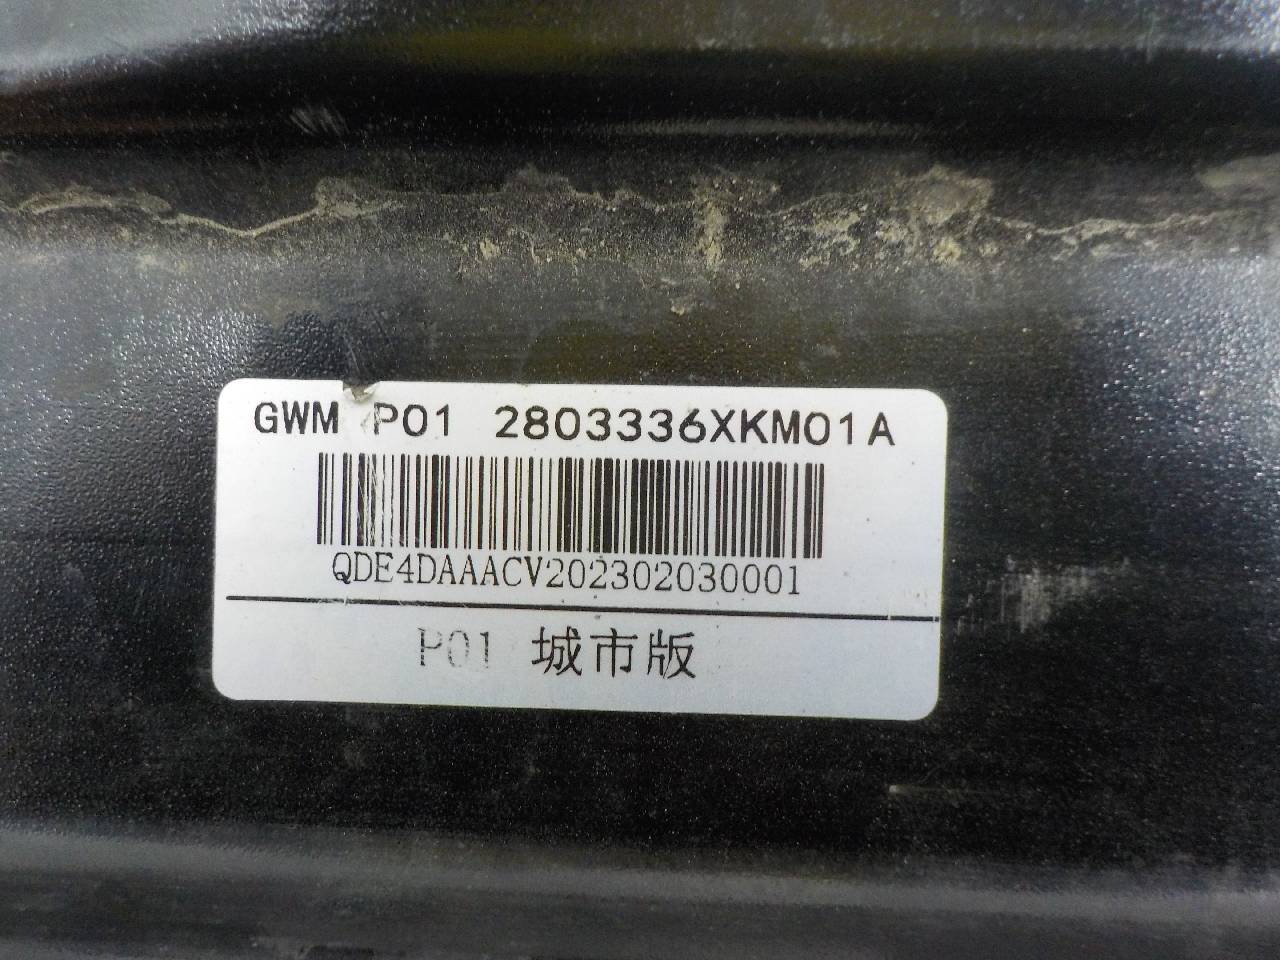 GWM P01 2803336XKM01A
QDE4DAAACV202302030001
P01 城市版